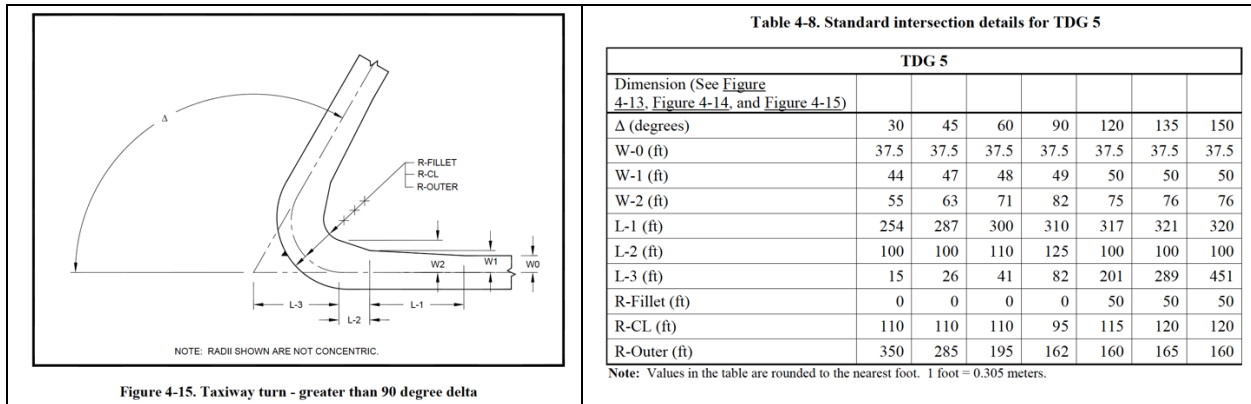 Δ
R-FILLET
R-CL
R-OUTER
W2
W1
W0
L-3
L-1
L-2
NOTE: RADII SHOWN ARE NOT CONCENTRIC.
Figure 4-15. Taxiway turn - greater than 90 degree delta
Table 4-8. Standard intersection details for TDG 5
TDG 5
Dimension (See Figure
4-13, Figure 4-14, and Figure 4-15)
Δ (degrees) 30 45 60 90 120 135 150
W-0 (ft) 37.5 37.5 37.5 37.5 37.5 37.5 37.5
W-1 (ft) 44 47 48 49 50 50 50
W-2 (ft) 55 63 71 82 75 76 76
L-1 (ft) 254 287 300 310 317 321 320
L-2 (ft) 100 100 110 125 100 100 100
L-3 (ft) 15 26 41 82 201 289 451
R-Fillet (ft) 0 0 0 0 50 50 50
R-CL (ft) 110 110 110 95 115 120 120
R-Outer (ft) 350 285 195 162 160 165 160
Note: Values in the table are rounded to the nearest foot. 1 foot = 0.305 meters.